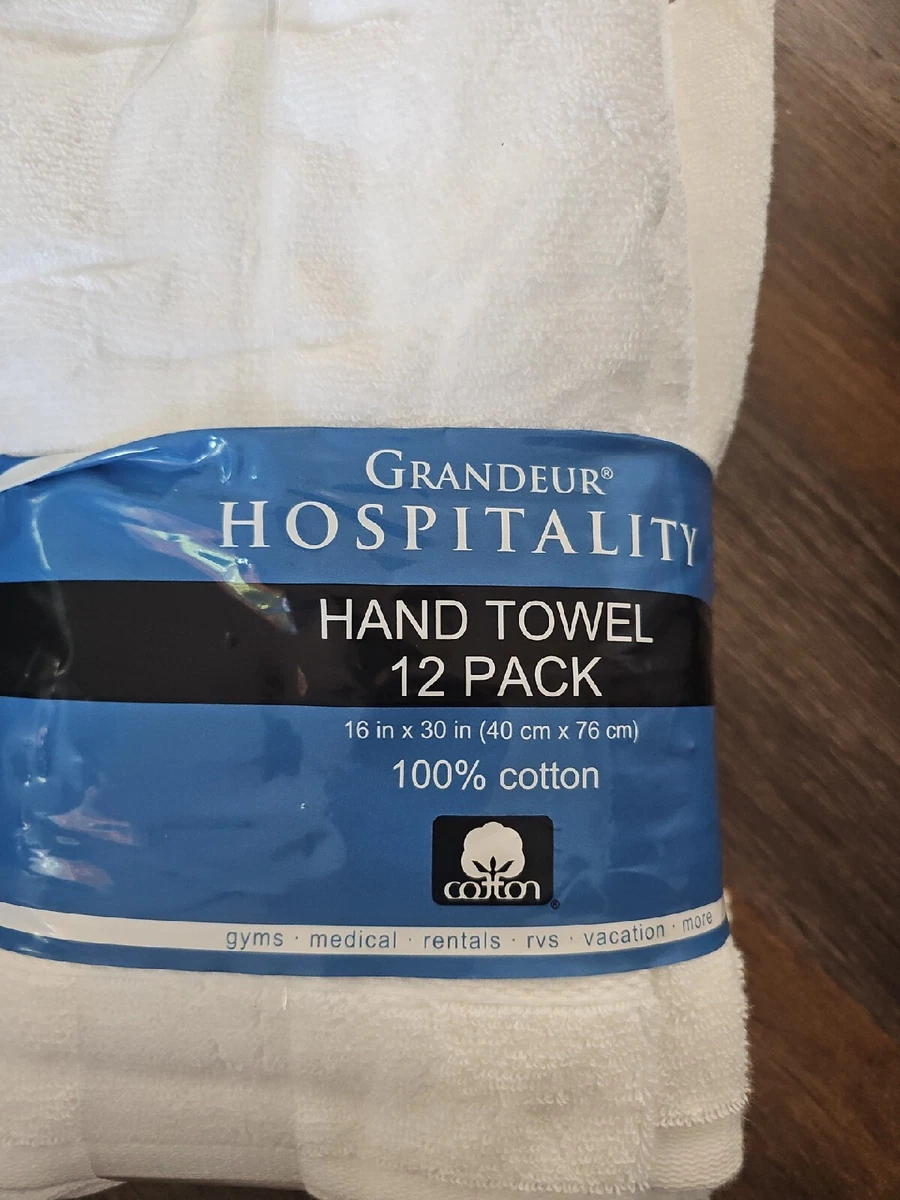 GRANDEUR®
HOSPITALITY
HAND TOWEL
12 PACK
16 in x 30 in (40 cm x 76 cm)
100% cotton
cotton®
gyms · medical · rentals · rvs · vacation · more